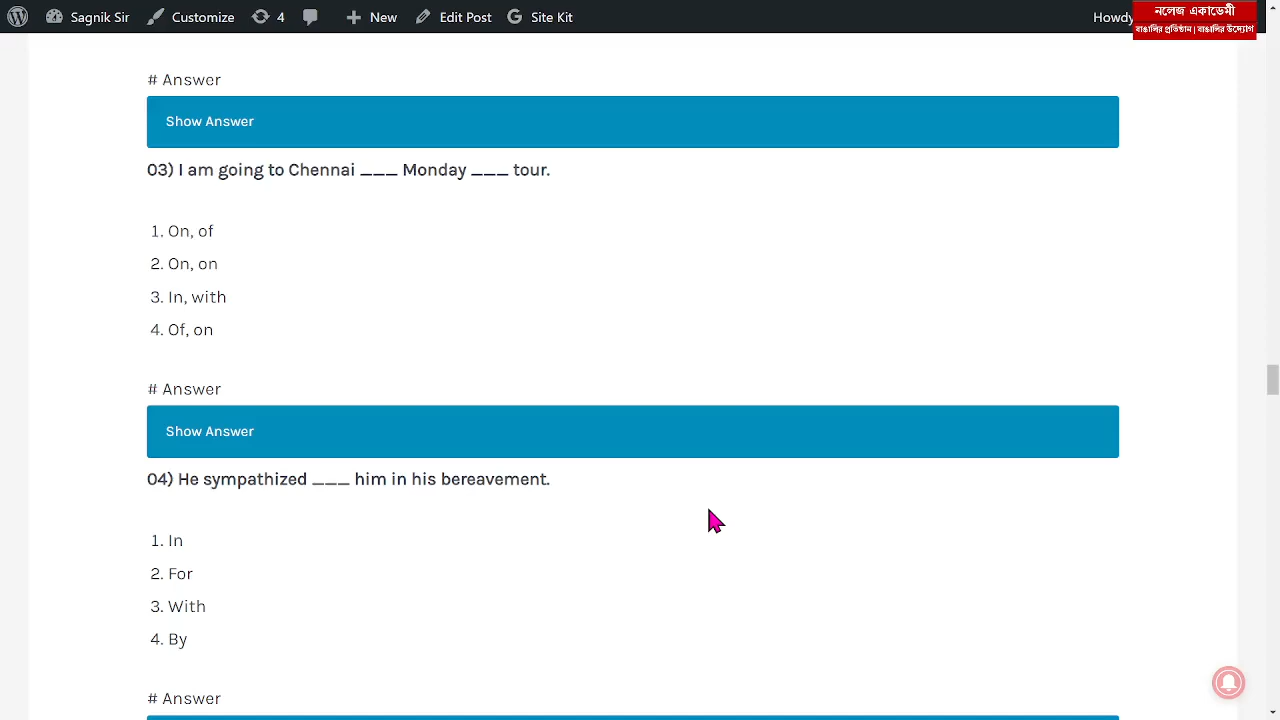 Sagnik Sir Customize 4 New Edit Post Site Kit Howdy
নলেজ একাডেমী
বাঙালির প্রতিষ্ঠান | বাঙালির উদ্যোগ
# Answer
Show Answer
03) I am going to Chennai ___ Monday ___ tour.
1. On, of
2. On, on
3. In, with
4. Of, on
# Answer
Show Answer
04) He sympathized ___ him in his bereavement.
1. In
2. For
3. With
4. By
# Answer